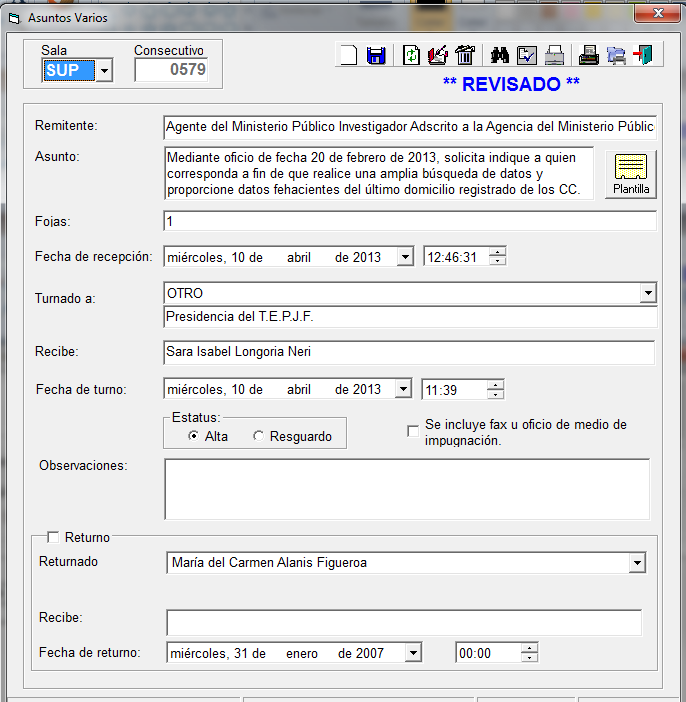 Asuntos Varios
Sala
Consecutivo
SUP
0579
** REVISADO **
Remitente:
Agente del Ministerio Público Investigador Adscrito a la Agencia del Ministerio Públic
Asunto:
Mediante oficio de fecha 20 de febrero de 2013, solicita indique a quien
corresponda a fin de que realice una amplia búsqueda de datos y
proporcione datos fehacientes del último domicilio registrado de los CC.
Plantilla
Fojas:
1
Fecha de recepción:
miércoles, 10 de abril de 2013
12:46:31
Turnado a:
OTRO
Presidencia del T.E.P.J.F.
Recibe:
Sara Isabel Longoria Neri
Fecha de turno:
miércoles, 10 de abril de 2013
11:39
Estatus:
Alta
Resguardo
Se incluye fax u oficio de medio de
impugnación.
Observaciones:
Returno
Returnado
María del Carmen Alanis Figueroa
Recibe:
Fecha de returno:
miércoles, 31 de enero de 2007
00:00